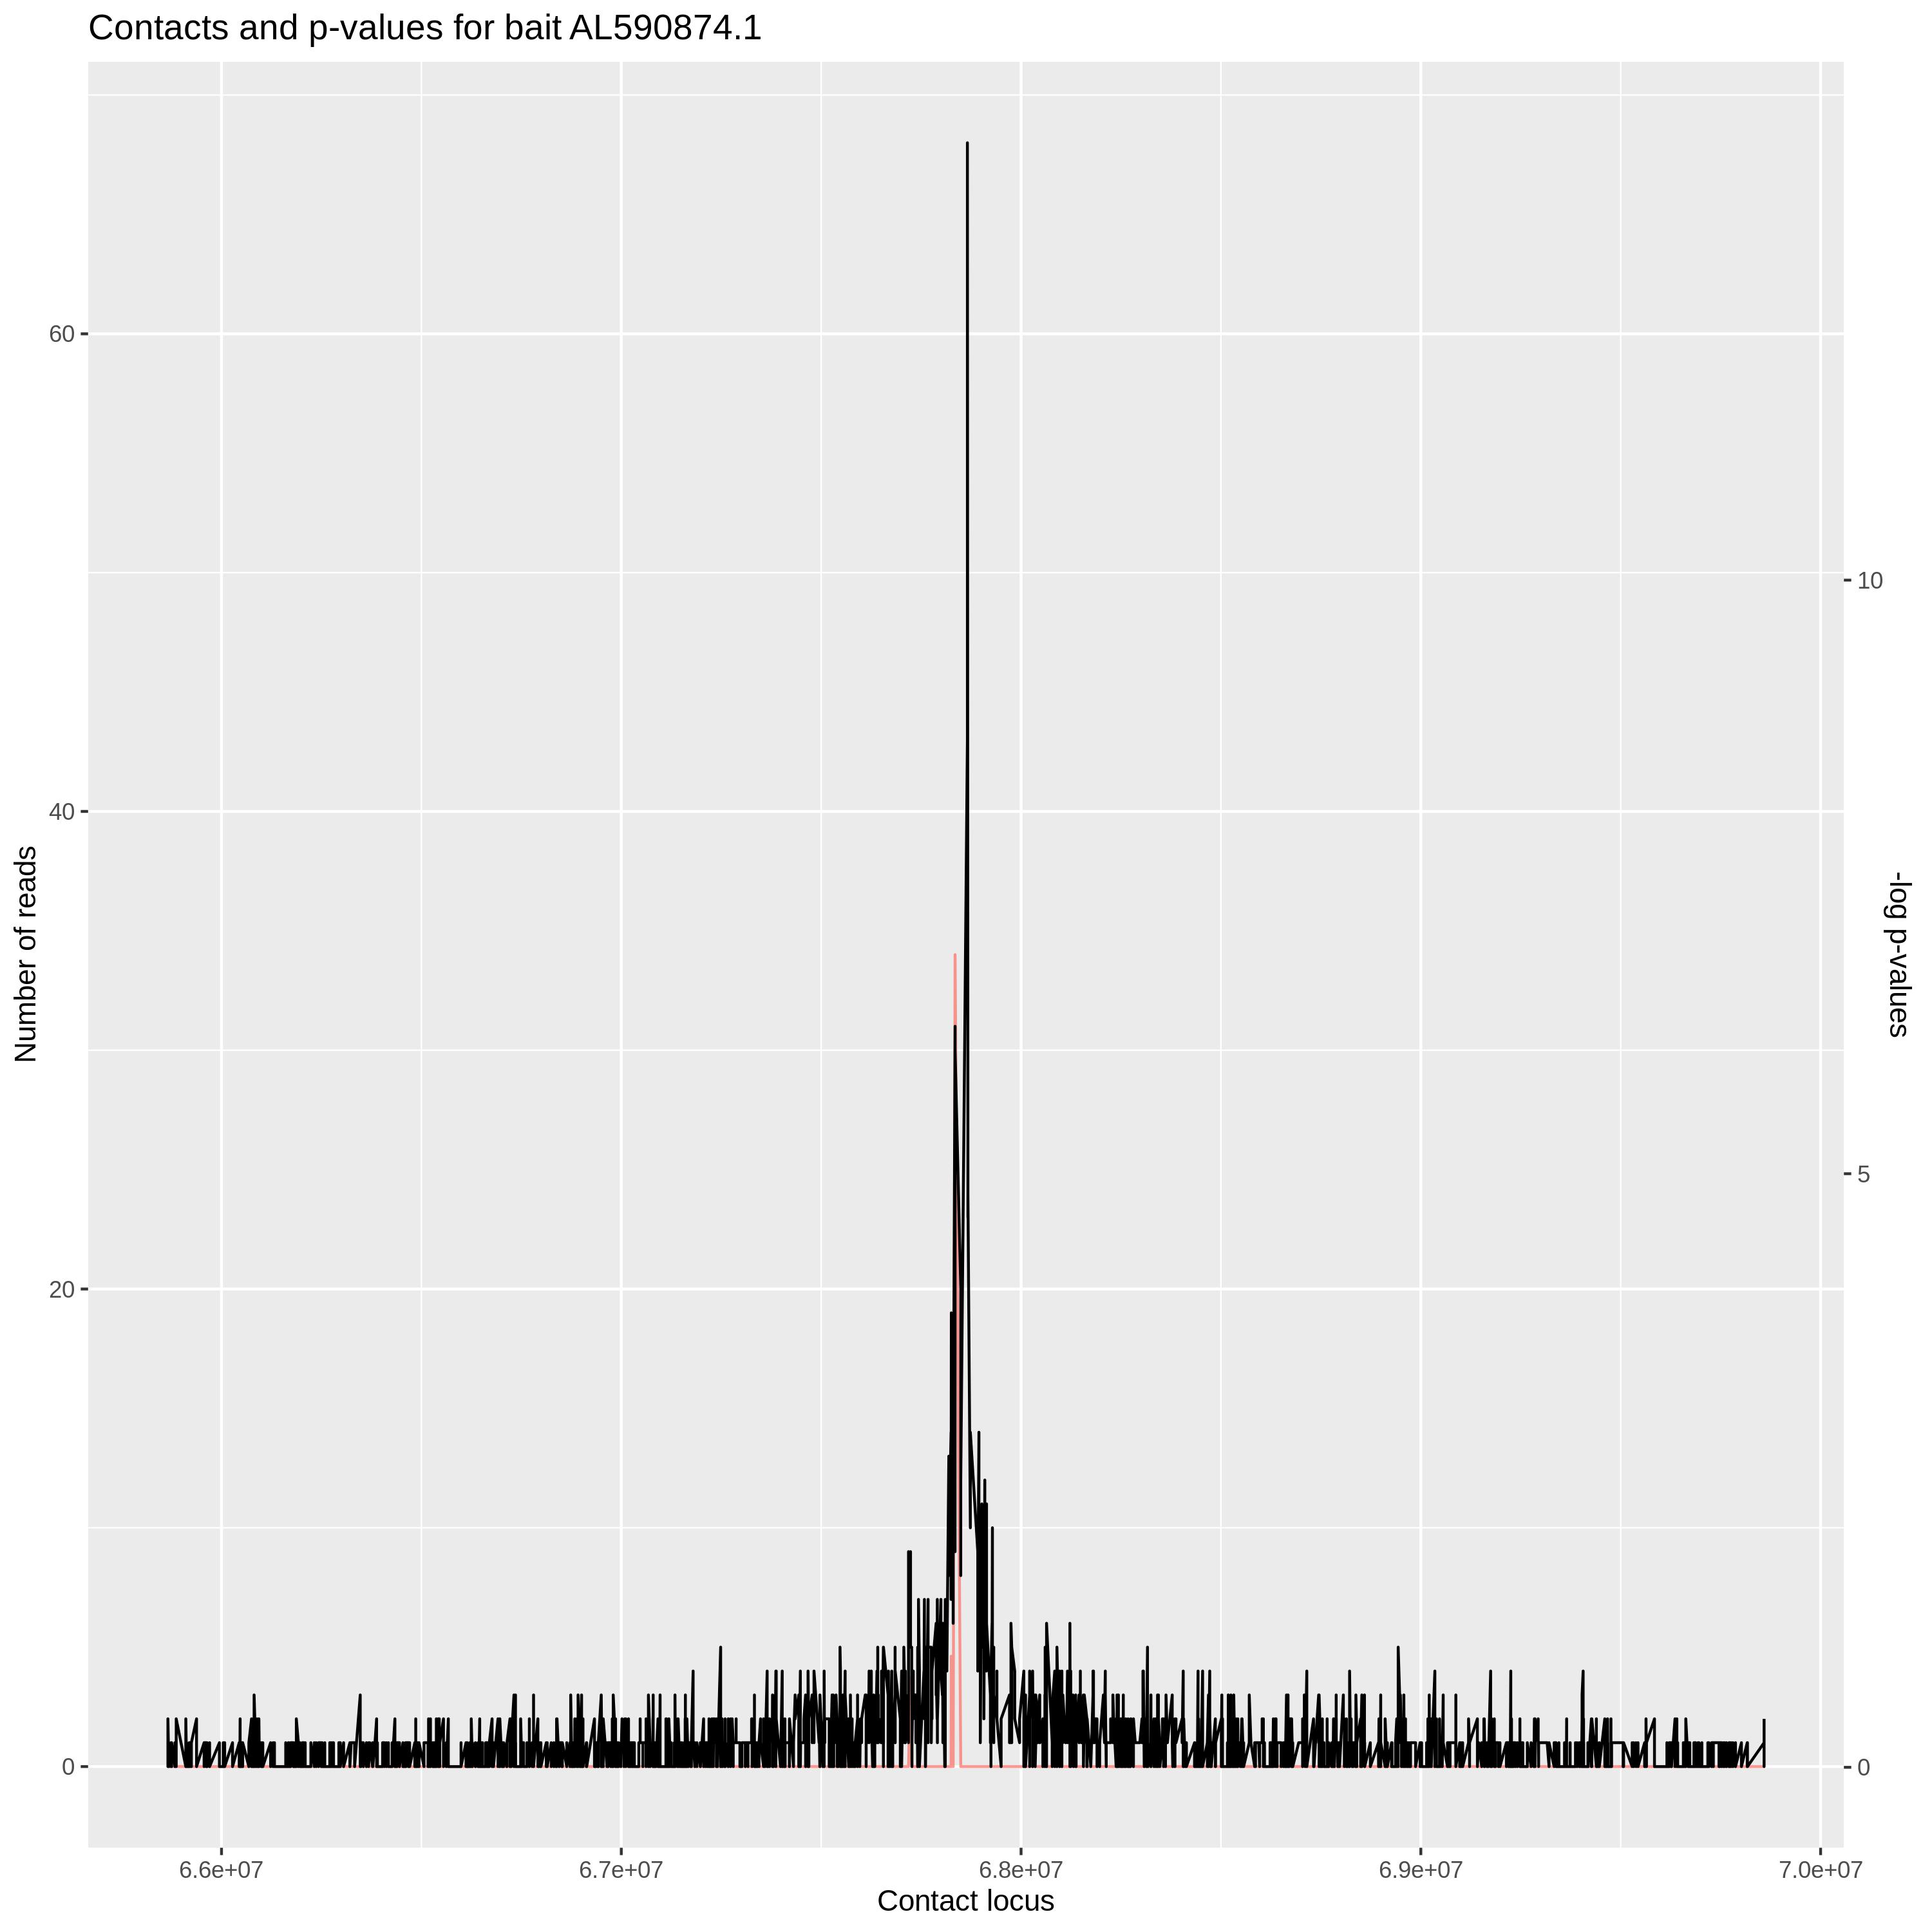 Contacts and p-values for bait AL590874.1
60
40
20
0
Number of reads
10
5
0
-log p-values
6.6e+07
6.7e+07
6.8e+07
6.9e+07
7.0e+07
Contact locus